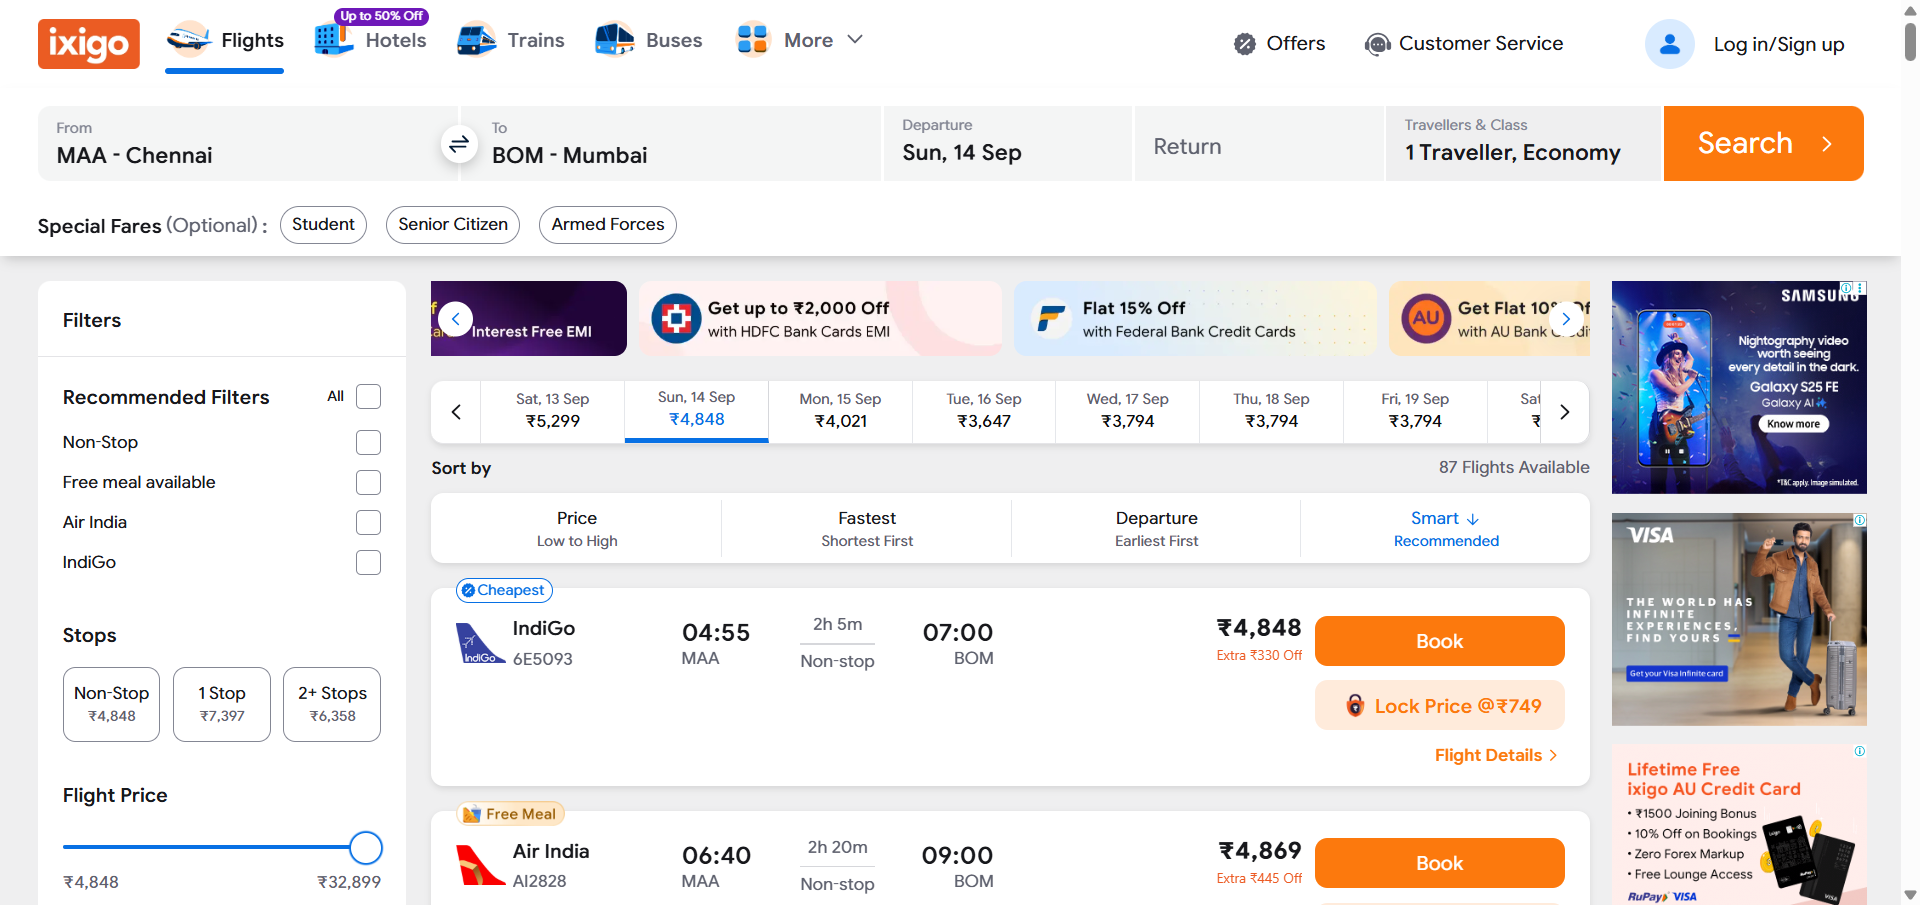 ixigo
Flights
Up to 50% Off
Hotels
Trains
Buses
More
Offers
Customer Service
Log in/Sign up
From
MAA - Chennai
To
BOM - Mumbai
Departure
Sun, 14 Sep
Return
Travellers & Class
1 Traveller, Economy
Search
Special Fares (Optional) :
Student
Senior Citizen
Armed Forces
Filters
Recommended Filters
All
Non-Stop
Free meal available
Air India
IndiGo
Stops
Non-Stop
₹4,848
1 Stop
₹7,397
2+ Stops
₹6,358
Flight Price
₹4,848
₹32,899
Interest Free EMI
Get up to ₹2,000 Off
with HDFC Bank Cards EMI
Flat 15% Off
with Federal Bank Credit Cards
AU
Get Flat 10%
with AU Bank
Sat, 13 Sep
₹5,299
Sun, 14 Sep
₹4,848
Mon, 15 Sep
₹4,021
Tue, 16 Sep
₹3,647
Wed, 17 Sep
₹3,794
Thu, 18 Sep
₹3,794
Fri, 19 Sep
₹3,794
Sat
₹
Sort by
87 Flights Available
Price
Low to High
Fastest
Shortest First
Departure
Earliest First
Smart
Recommended
Cheapest
IndiGo
IndiGo
6E5093
04:55
MAA
2h 5m
Non-stop
07:00
BOM
₹4,848
Extra ₹330 Off
Book
Lock Price @₹749
Flight Details
Free Meal
Air India
AI2828
06:40
MAA
2h 20m
Non-stop
09:00
BOM
₹4,869
Extra ₹445 Off
Book
SAMSUNG
Nightography video
worth seeing
every detail in the dark.
Galaxy S25 FE
Galaxy AI
Know more
*T&C apply. Image simulated.
VISA
THE WORLD HAS
INFINITE
EXPERIENCES,
FIND YOURS
Get your Visa Infinite card
Lifetime Free
ixigo AU Credit Card
• ₹1500 Joining Bonus
• 10% Off on Bookings
• Zero Forex Markup
• Free Lounge Access
RuPay VISA